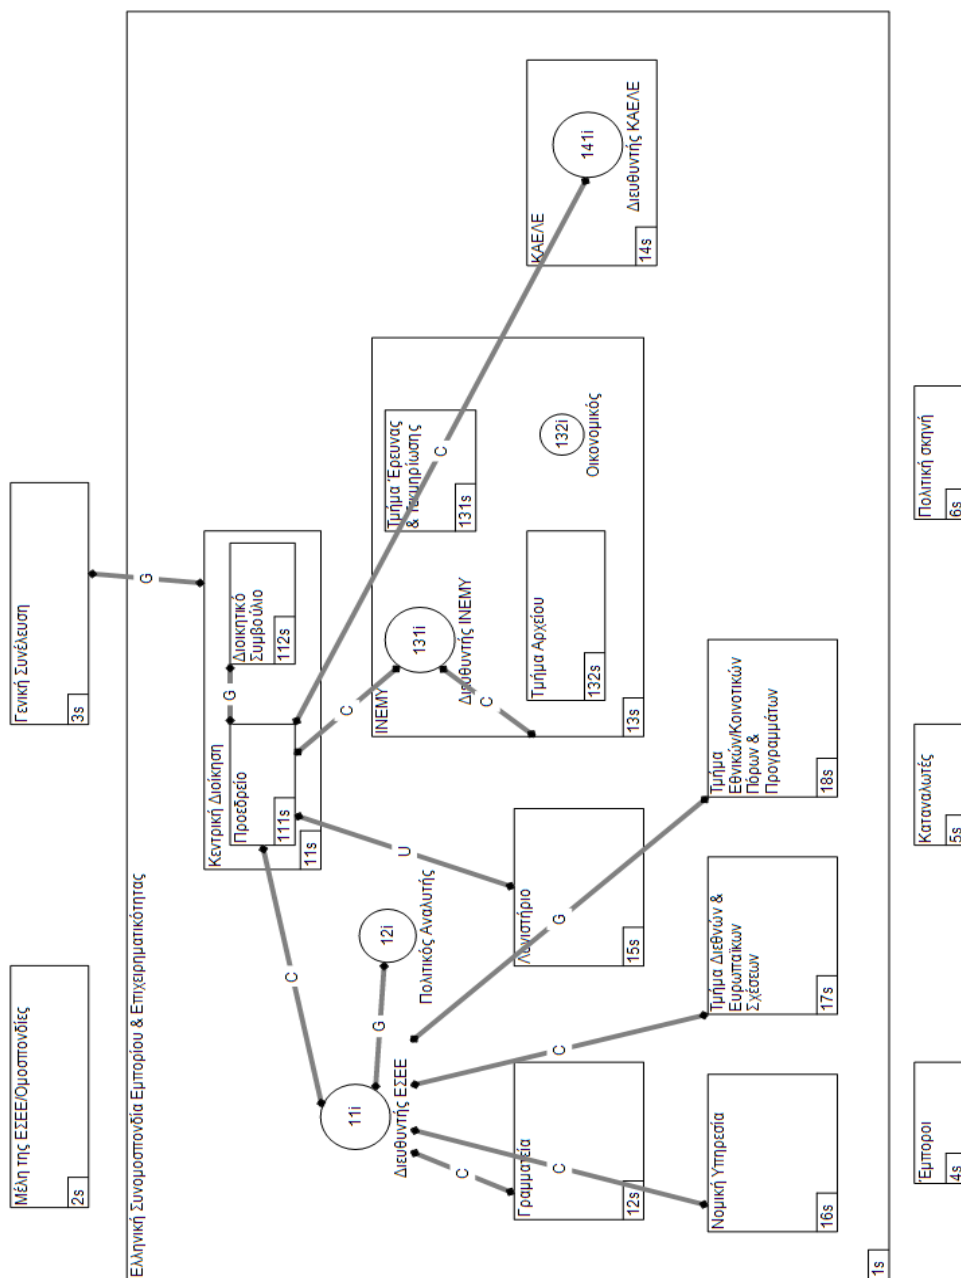 Μέλη της ΕΣΕΕ/Ομοσπονδίες
2s
Γενική Συνέλευση
3s
Ελληνική Συνομοσπονδία Εμπορίου & Επιχειρηματικότητας
1s
G
Κεντρική Διοίκηση
11s
Προεδρείο
111s
G
Διοικητικό
Συμβούλιο
112s
C
11i
Διευθυντής ΕΣΕΕ
G
12i
Πολιτικός Αναλυτής
U
C
C
ΙΝΕΜΥ
13s
131i
Διευθυντής ΙΝΕΜΥ
C
Τμήμα Έρευνας
& Τεκμηρίωσης
131s
Τμήμα Αρχείου
132s
132i
Οικονομικός
ΚΑΕΛΕ
14s
141i
Διευθυντής ΚΑΕΛΕ
C
C
C
G
Γραμματεία
12s
Λογιστήριο
15s
Νομική Υπηρεσία
16s
Τμήμα Διεθνών &
Ευρωπαϊκων
Σχέσεων
17s
Τμήμα
Εθνικών/Κοινοτικών
Πόρων &
Προγραμμάτων
18s
Έμποροι
4s
Καταναλωτές
5s
Πολιτική σκηνή
6s